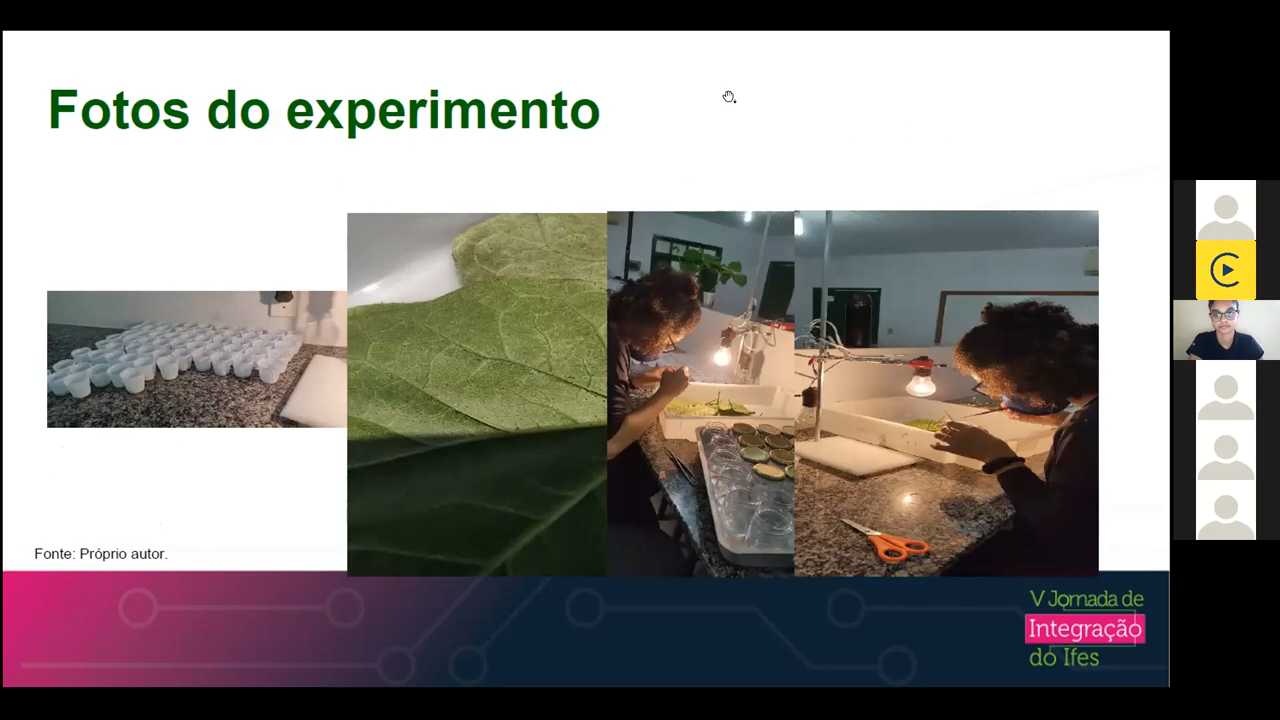 Fotos do experimento
Fonte: Próprio autor.
V Jornada de
Integração
do Ifes